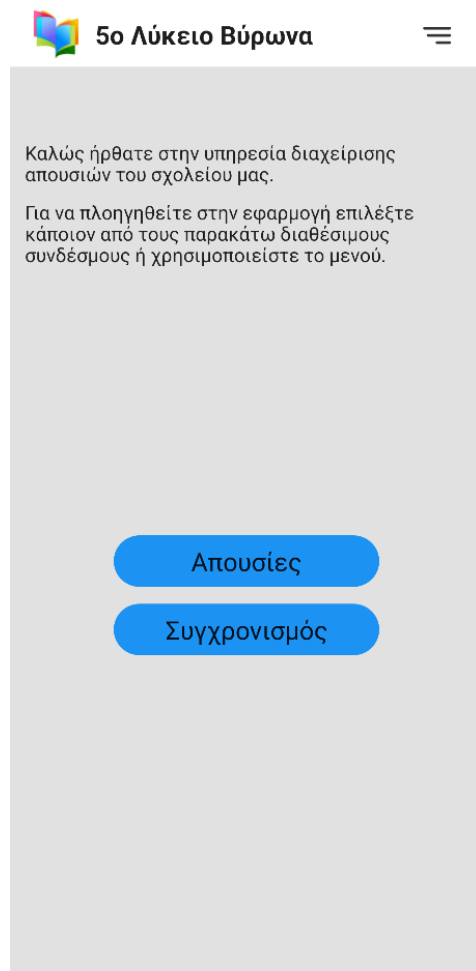 5ο Λύκειο Βύρωνα
Καλώς ήρθατε στην υπηρεσία διαχείρισης
απουσιών του σχολείου μας.
Για να πλοηγηθείτε στην εφαρμογή επιλέξτε
κάποιον από τους παρακάτω διαθέσιμους
συνδέσμους ή χρησιμοποιείστε το μενού.
Απουσίες
Συγχρονισμός